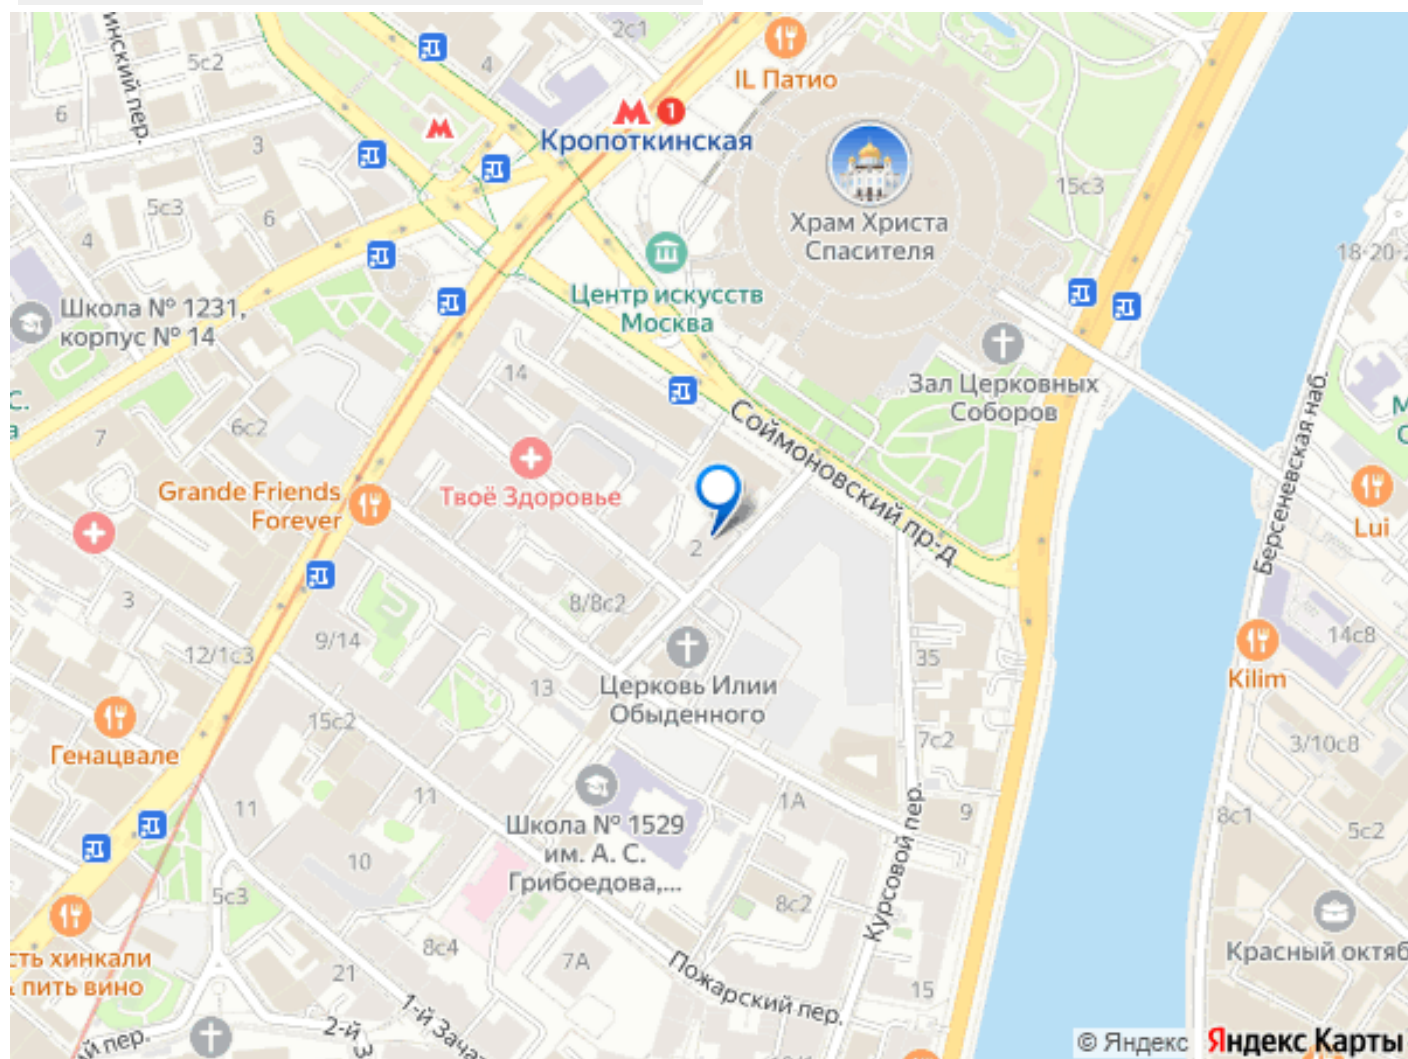 2с1
5с2
4
IL Патио
инский пер.
6
1
Кропоткинская
3
15с3
5с3
6
Храм Христа
Спасителя
4
18-20-2
Центр искусств
Москва
Школа № 1231,
корпус № 14
14
Зал Церковных
Соборов
С.
а
7
6с2
Соймоновский пр-д
Берсеневская наб.
М
С
Grande Friends
Forever
Твоё Здоровье
Lui
2
3
8/8с2
9/14
12/1с3
35
14с8
Церковь Илии
Обыденного
13
Kilim
15с2
Генацвале
7с2
3/10с8
11
11
1А
9
8с1
5с2
Школа № 1529
им. А. С.
Грибоедова,...
10
Курсовой пер.
5с3
8с2
8с4
Красный октяб
сть хинкали
пить вино
21
7А
Пожарский пер.
15
1-й Зачат
2-й З
й пер.
© Яндекс Яндекс Карты